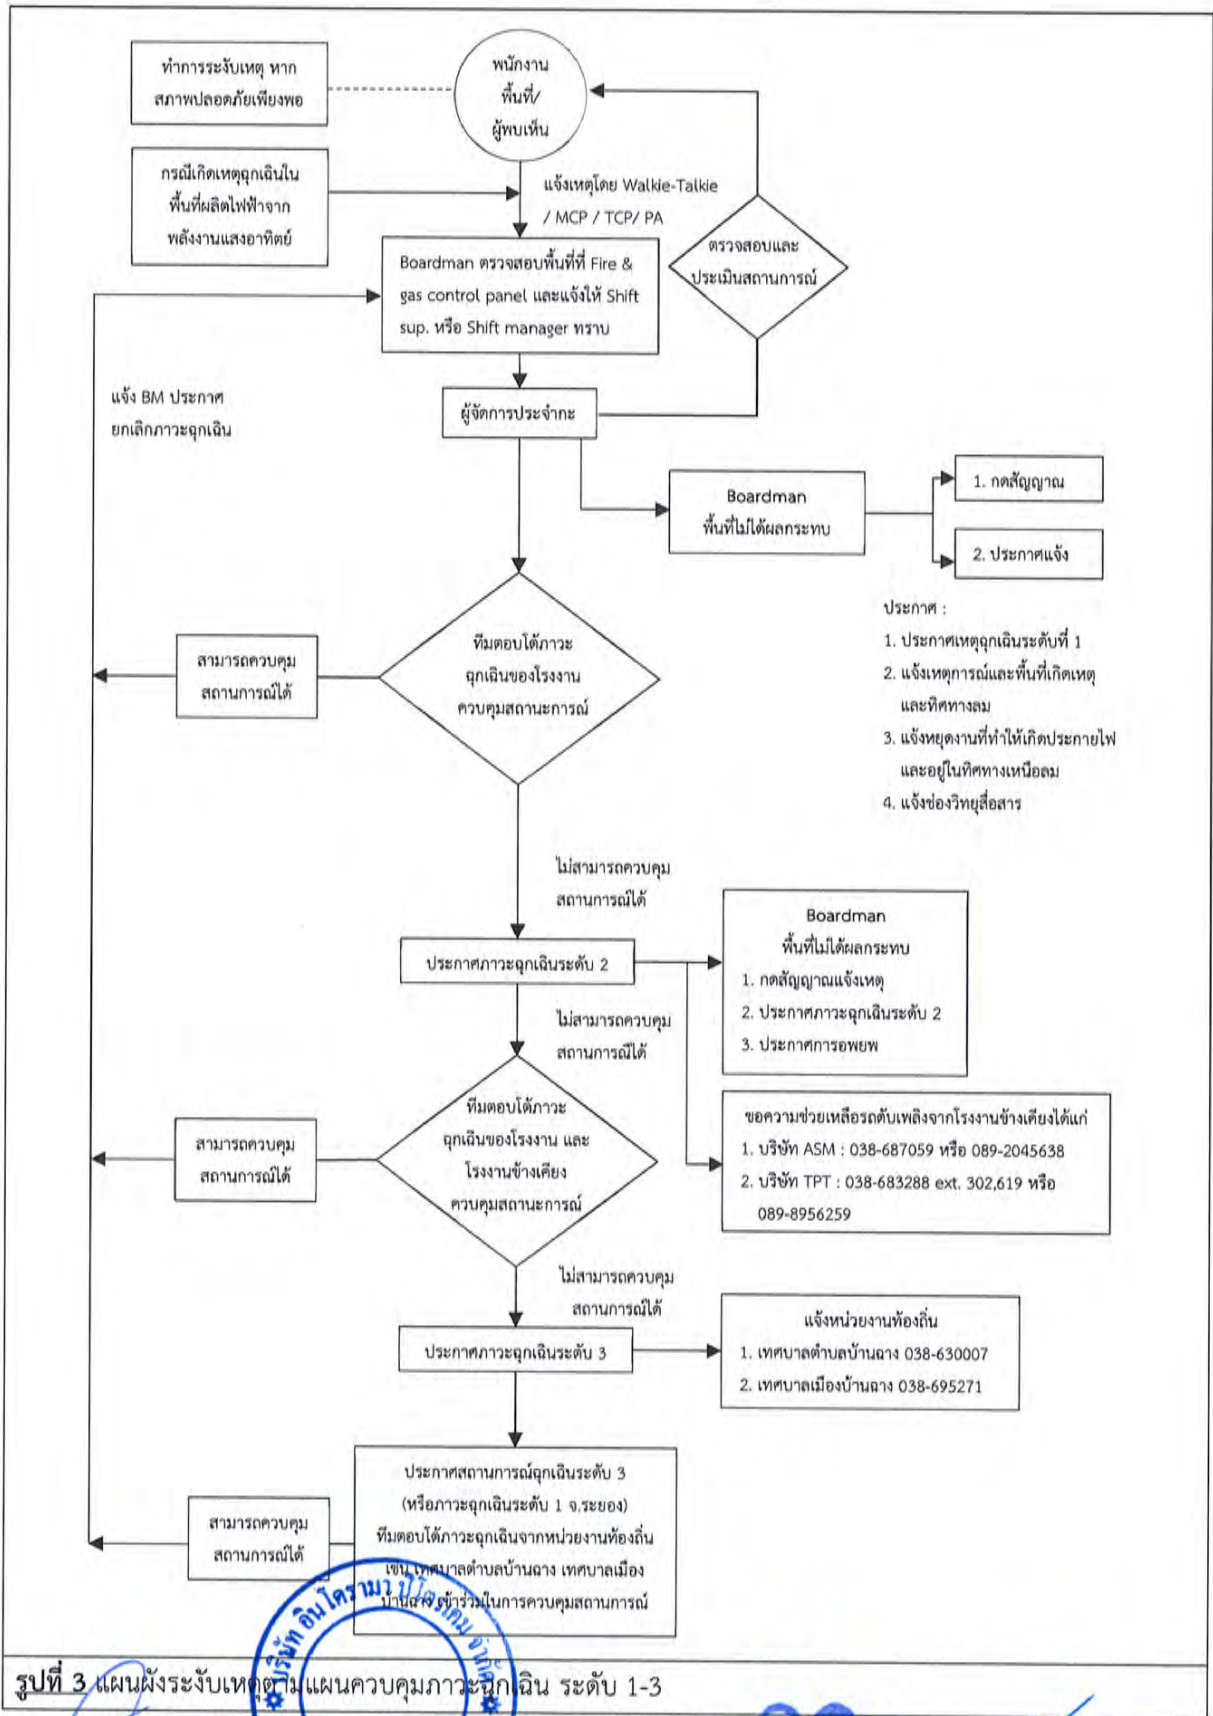 ทำการระงับเหตุ หาก
สภาพปลอดภัยเพียงพอ
พนักงาน
พื้นที่/
ผู้พบเห็น
กรณีเกิดเหตุฉุกเฉินใน
พื้นที่ผลิตไฟฟ้าจาก
พลังงานแสงอาทิตย์
แจ้งเหตุโดย Walkie-Talkie
/ MCP / TCP/ PA
ตรวจสอบและ
ประเมินสถานการณ์
Boardman ตรวจสอบพื้นที่ที่ Fire &
gas control panel และแจ้งให้ Shift
sup. หรือ Shift manager ทราบ
แจ้ง BM ประกาศ
ยกเลิกภาวะฉุกเฉิน
ผู้จัดการประจำกะ
Boardman
พื้นที่ไม่ได้ผลกระทบ
1. กดสัญญาณ
2. ประกาศแจ้ง
ประกาศ :
1. ประกาศเหตุฉุกเฉินระดับที่ 1
2. แจ้งเหตุการณ์และพื้นที่เกิดเหตุ
และทิศทางลม
3. แจ้งหยุดงานที่ทำให้เกิดประกายไฟ
และอยู่ในทิศทางเหนือลม
4. แจ้งช่องวิทยุสื่อสาร
ทีมตอบโต้ภาวะ
ฉุกเฉินของโรงงาน
ควบคุมสถานะการณ์
สามารถควบคุม
สถานการณ์ได้
ไม่สามารถควบคุม
สถานการณ์ได้
ประกาศภาวะฉุกเฉินระดับ 2
Boardman
พื้นที่ไม่ได้ผลกระทบ
1. กดสัญญาณแจ้งเหตุ
2. ประกาศภาวะฉุกเฉินระดับ 2
3. ประกาศการอพยพ
ไม่สามารถควบคุม
สถานการณ์ได้
ทีมตอบโต้ภาวะ
ฉุกเฉินของโรงงาน และ
โรงงานข้างเคียง
ควบคุมสถานะการณ์
สามารถควบคุม
สถานการณ์ได้
ขอความช่วยเหลือรถดับเพลิงจากโรงงานข้างเคียงได้แก่
1. บริษัท ASM : 038-687059 หรือ 089-2045638
2. บริษัท TPT : 038-683288 ext. 302,619 หรือ
089-8956259
ไม่สามารถควบคุม
สถานการณ์ได้
ประกาศภาวะฉุกเฉินระดับ 3
แจ้งหน่วยงานท้องถิ่น
1. เทศบาลตำบลบ้านฉาง 038-630007
2. เทศบาลเมืองบ้านฉาง 038-695271
ประกาศสถานการณ์ฉุกเฉินระดับ 3
(หรือภาวะฉุกเฉินระดับ 1 จ.ระยอง)
ทีมตอบโต้ภาวะฉุกเฉินจากหน่วยงานท้องถิ่น
เช่น เทศบาลตำบลบ้านฉาง เทศบาลเมือง
บ้านฉาง เข้าร่วมในการควบคุมสถานการณ์
สามารถควบคุม
สถานการณ์ได้
บริษัท อินโดรามา ปิโตรเคม จำกัด
รูปที่ 3 แผนผังระงับเหตุตามแผนควบคุมภาวะฉุกเฉิน ระดับ 1-3